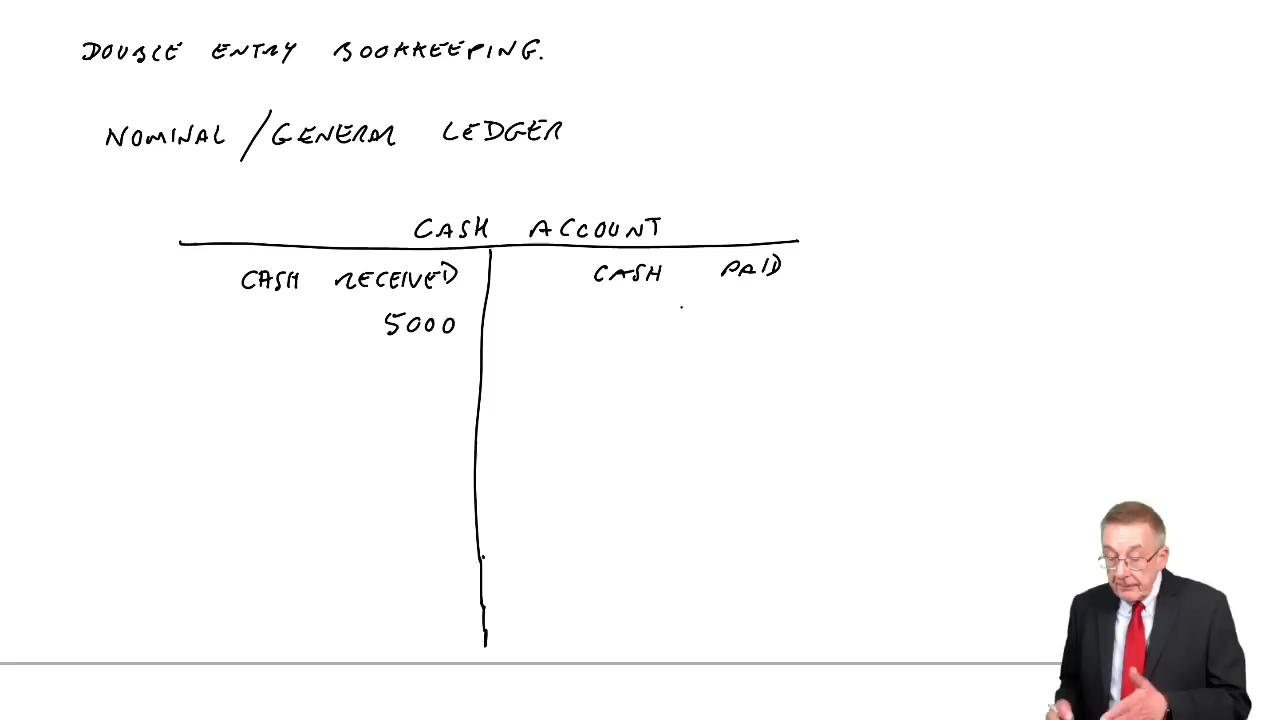 DOUBLE ENTRY BOOKKEEPING.
NOMINAL / GENERAL LEDGER
CASH ACCOUNT
CASH RECEIVED CASH PAID
5000